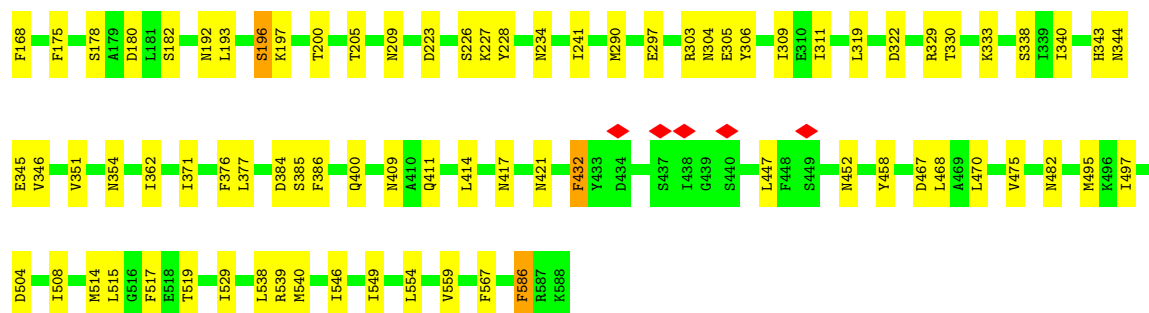 F168 F175 S178 A179 D180 L181 S182 N192 L193 S196 K197 T200 T205 N209 D223 S226 K227 Y228 N234 I241 M290 E297 R303 N304 E305 Y306 I309 E310 I311 L319 D322 R329 T330 K333 S338 I339 I340 H343 N344
E345 V346 V351 N354 I362 I371 F376 L377 D384 S385 F386 Q400 N409 A410 Q411 L414 N417 N421 F432 Y433 D434 S437 I438 G439 S440 L447 F448 S449 N452 Y458 D467 L468 A469 L470 V475 N482 M495 K496 I497
D504 I508 M514 L515 G516 F517 E518 T519 I529 L538 R539 M540 I546 I549 L554 V559 F567 F586 R587 K588